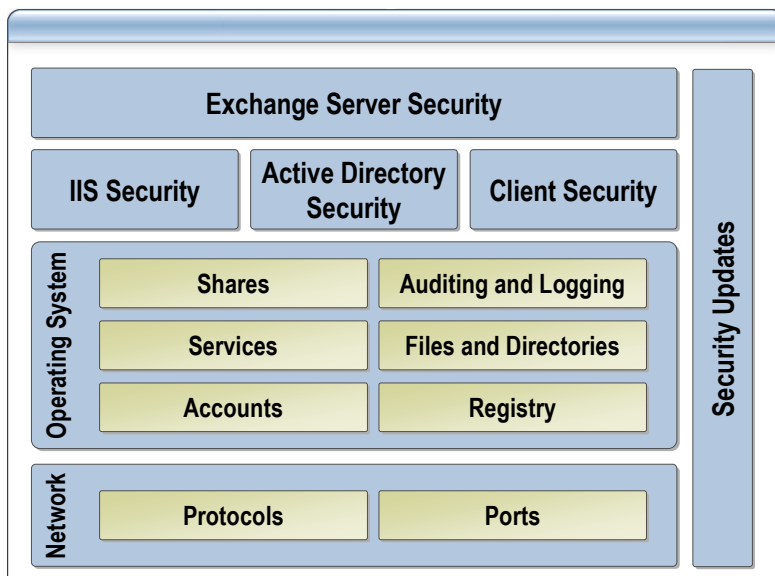 Exchange Server Security
IIS Security
Active Directory
Security
Client Security
Operating System
Shares
Auditing and Logging
Services
Files and Directories
Accounts
Registry
Network
Protocols
Ports
Security Updates